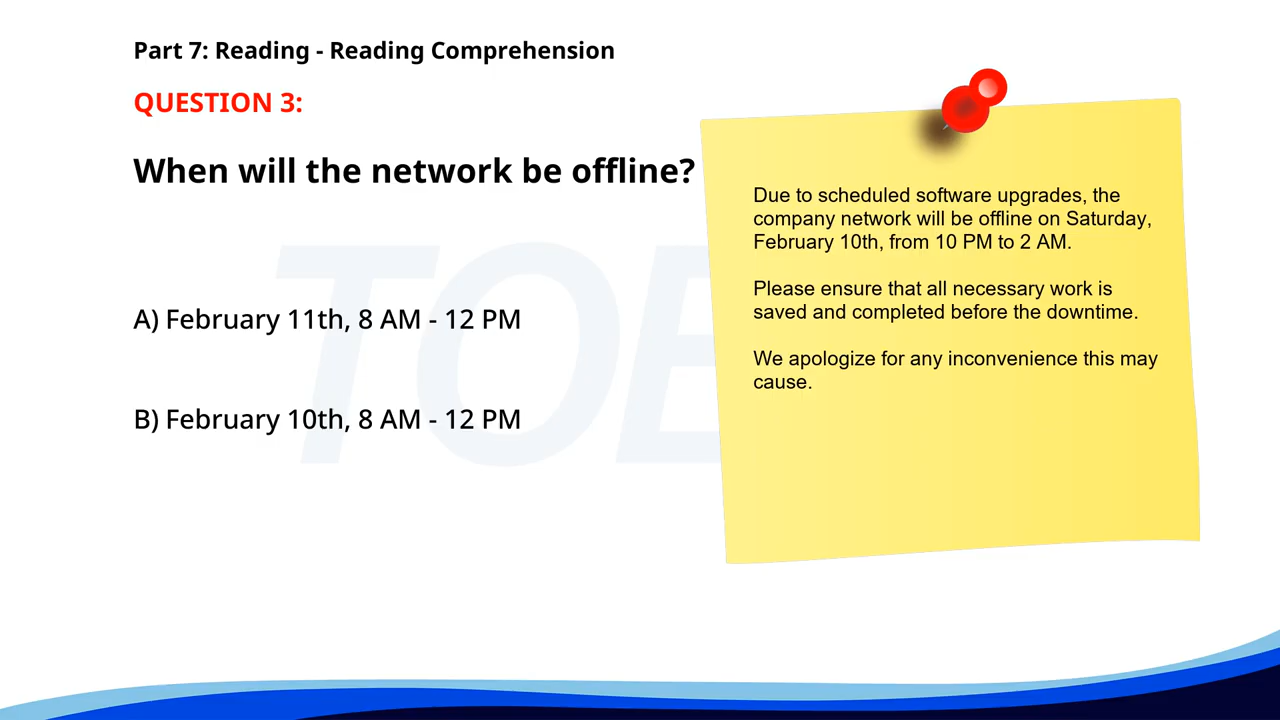 Part 7: Reading - Reading Comprehension
QUESTION 3:
When will the network be offline?
A) February 11th, 8 AM - 12 PM
B) February 10th, 8 AM - 12 PM
Due to scheduled software upgrades, the
company network will be offline on Saturday,
February 10th, from 10 PM to 2 AM.
Please ensure that all necessary work is
saved and completed before the downtime.
We apologize for any inconvenience this may
cause.